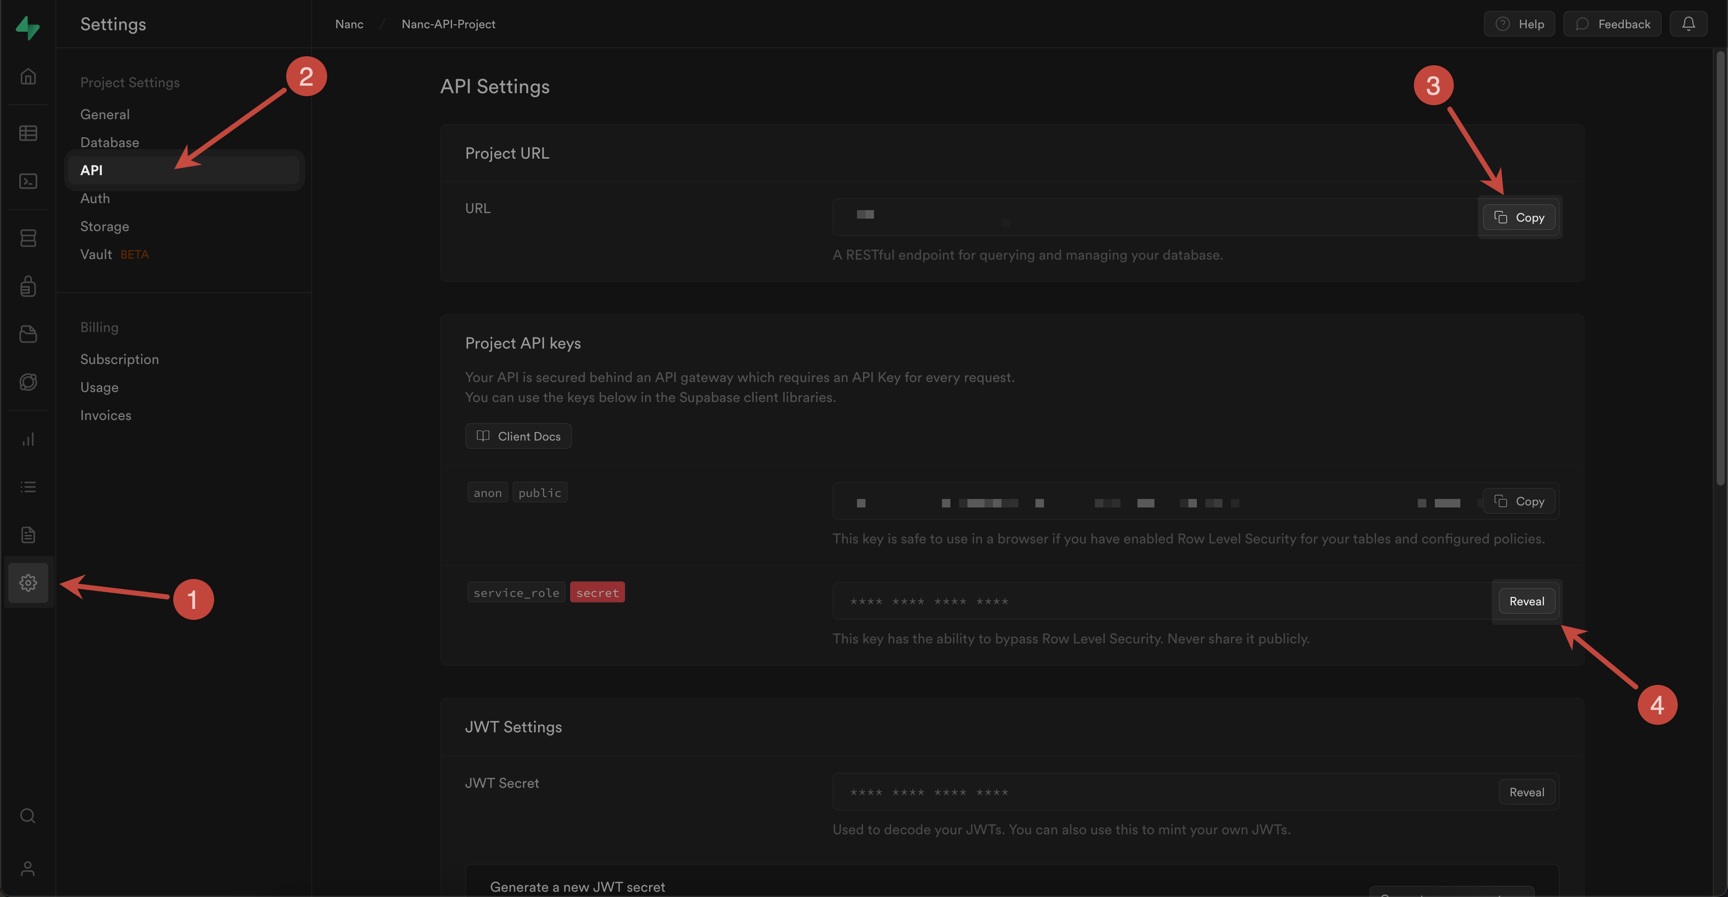 Settings
Nanc / Nanc-API-Project
Help
Feedback
Project Settings
General
Database
API
Auth
Storage
Vault BETA
Billing
Subscription
Usage
Invoices
1
2
3
4
API Settings
Project URL
URL
Copy
A RESTful endpoint for querying and managing your database.
Project API keys
Your API is secured behind an API gateway which requires an API Key for every request.
You can use the keys below in the Supabase client libraries.
Client Docs
anon public
Copy
This key is safe to use in a browser if you have enabled Row Level Security for your tables and configured policies.
service_role secret
**** **** **** ****
Reveal
This key has the ability to bypass Row Level Security. Never share it publicly.
JWT Settings
JWT Secret
**** **** **** ****
Reveal
Used to decode your JWTs. You can also use this to mint your own JWTs.
Generate a new JWT secret